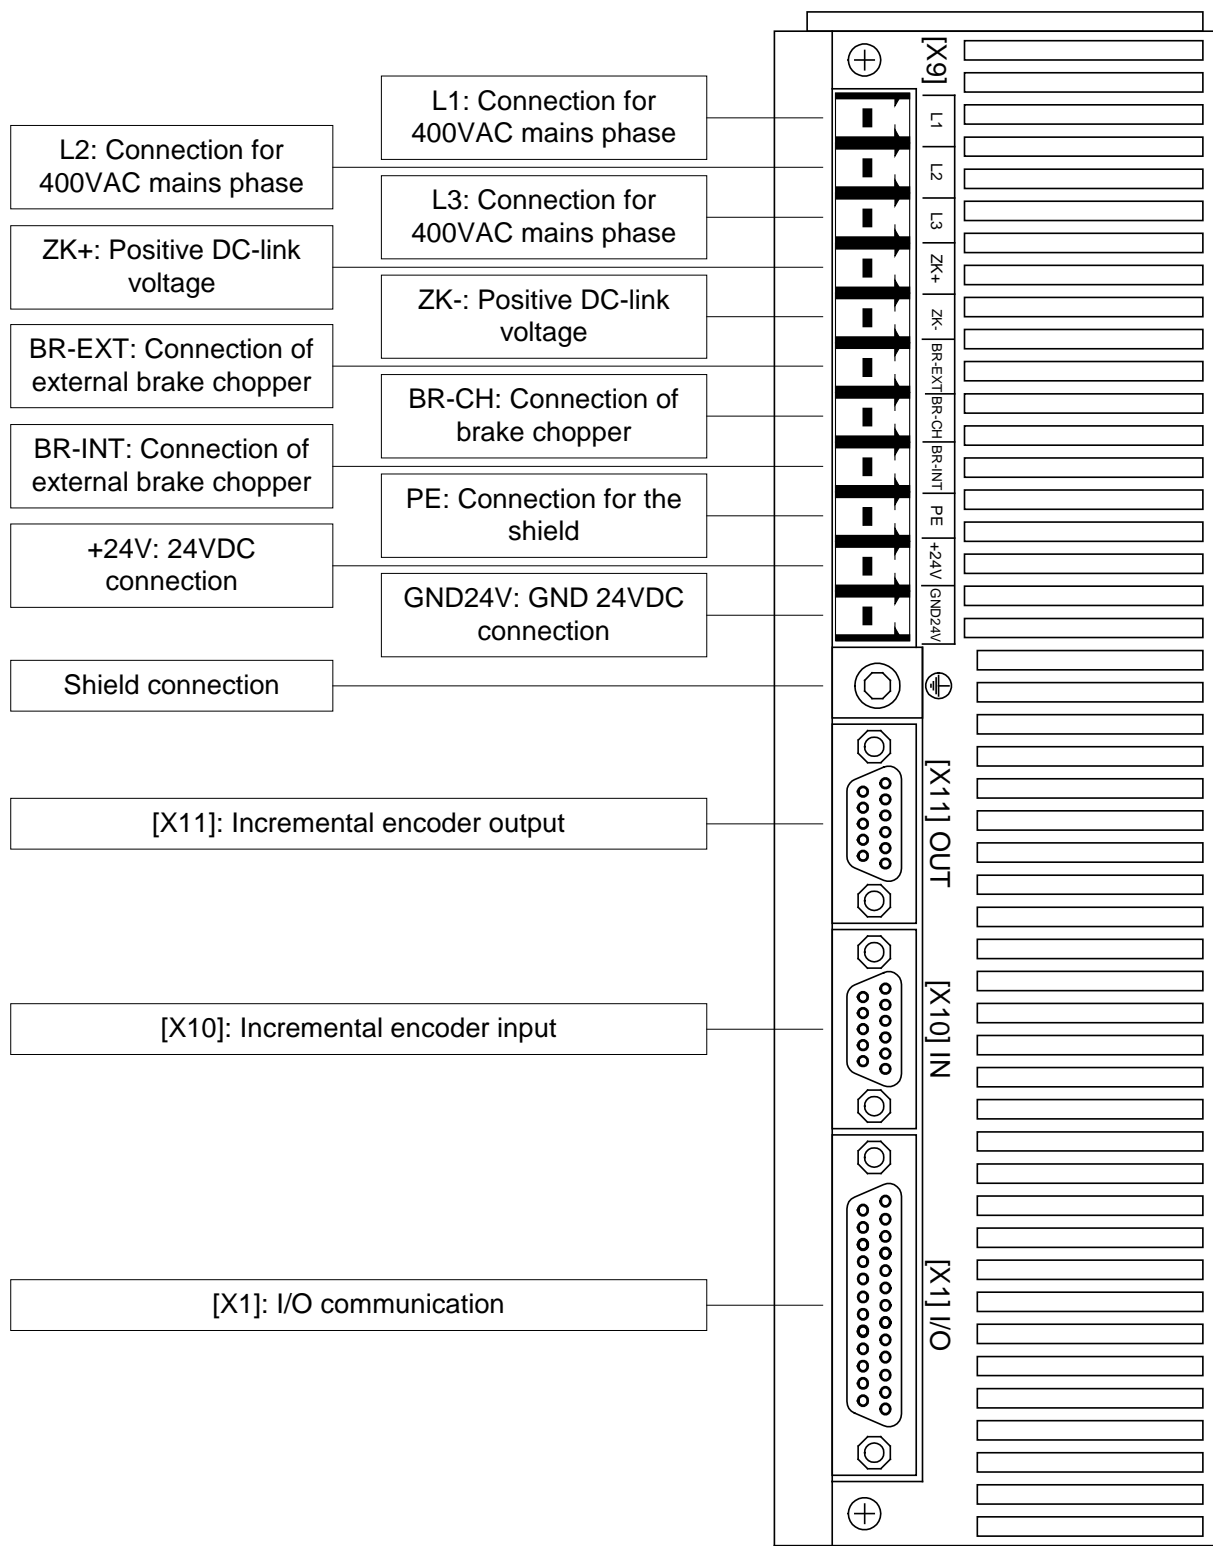 L1: Connection for
400VAC mains phase
L2: Connection for
400VAC mains phase
L3: Connection for
400VAC mains phase
ZK+: Positive DC-link
voltage
ZK-: Positive DC-link
voltage
BR-EXT: Connection of
external brake chopper
BR-CH: Connection of
brake chopper
BR-INT: Connection of
external brake chopper
PE: Connection for the
shield
+24V: 24VDC
connection
GND24V: GND 24VDC
connection
Shield connection
[X11]: Incremental encoder output
[X10]: Incremental encoder input
[X1]: I/O communication
[X9]
L1
L2
L3
ZK+
ZK-
BR-EXT
BR-CH
BR-INT
PE
+24V
GND24V
[X11] OUT
[X10] IN
[X1] I/O